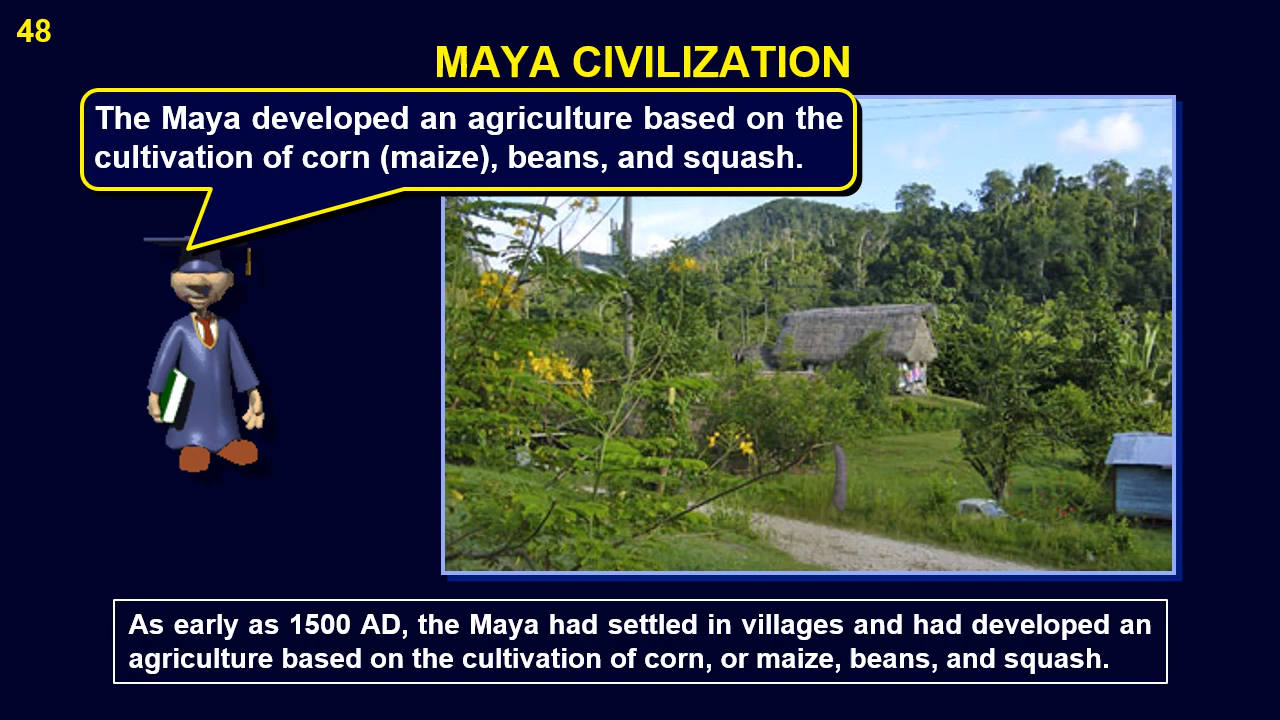 48
MAYA CIVILIZATION
The Maya developed an agriculture based on the
cultivation of corn (maize), beans, and squash.
As early as 1500 AD, the Maya had settled in villages and had developed an
agriculture based on the cultivation of corn, or maize, beans, and squash.